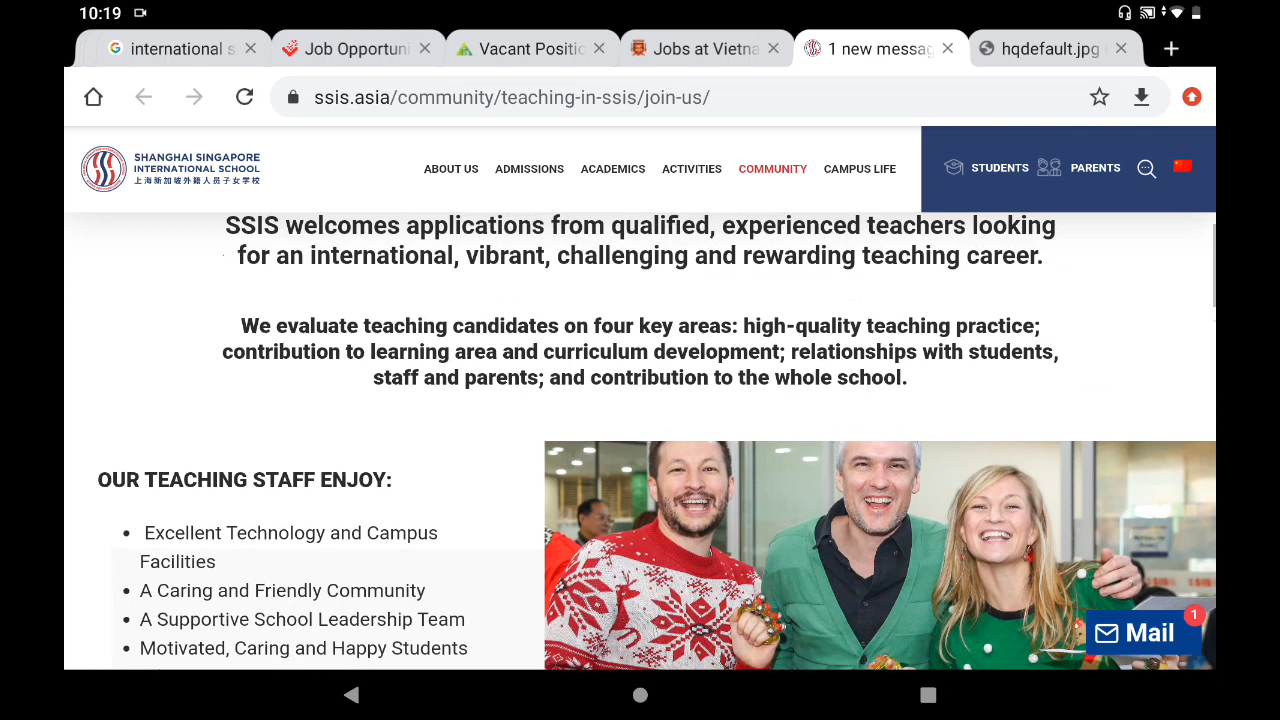 10:19
international s
Job Opportuni
Vacant Positic
Jobs at Vietna
1 new messag
hqdefault.jpg
ssis.asia/community/teaching-in-ssis/join-us/
SHANGHAI SINGAPORE
INTERNATIONAL SCHOOL
上海新加坡外籍人员子女学校
ABOUT US
ADMISSIONS
ACADEMICS
ACTIVITIES
COMMUNITY
CAMPUS LIFE
STUDENTS
PARENTS
SSIS welcomes applications from qualified, experienced teachers looking
for an international, vibrant, challenging and rewarding teaching career.
We evaluate teaching candidates on four key areas: high-quality teaching practice;
contribution to learning area and curriculum development; relationships with students,
staff and parents; and contribution to the whole school.
OUR TEACHING STAFF ENJOY:
• Excellent Technology and Campus
Facilities
• A Caring and Friendly Community
• A Supportive School Leadership Team
• Motivated, Caring and Happy Students
Mail
1